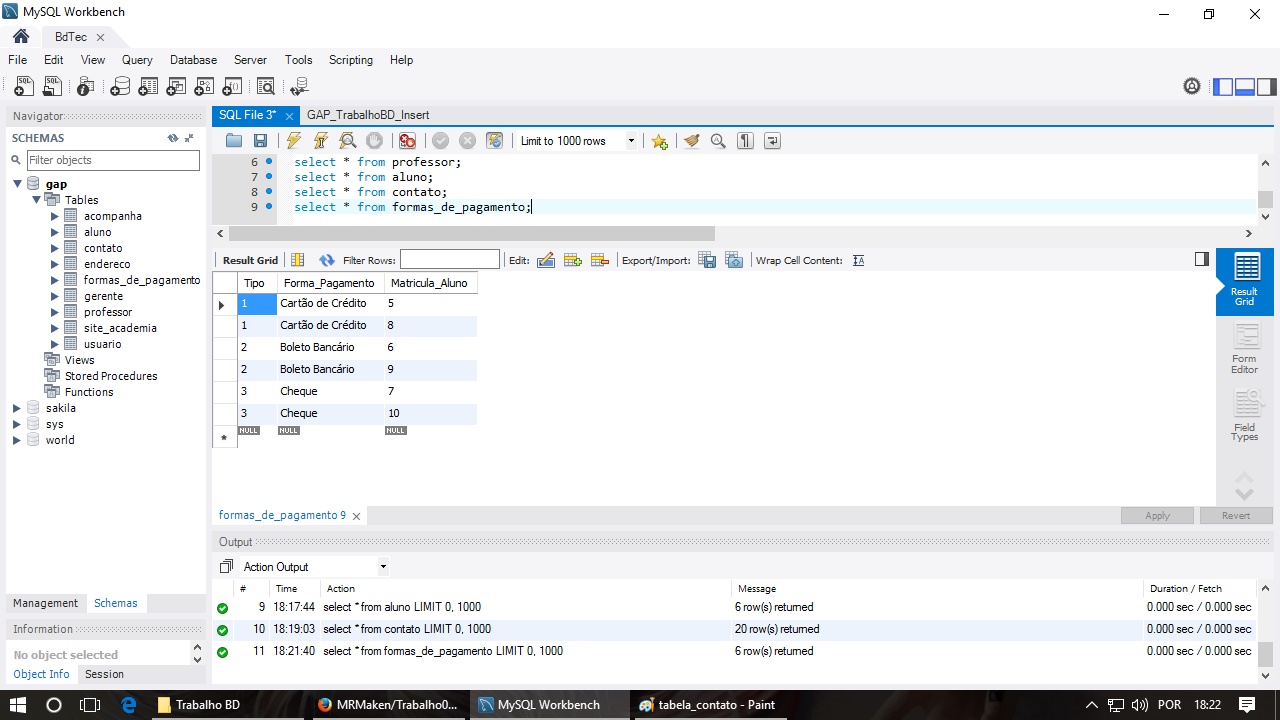 MySQL Workbench
BdTec
File Edit View Query Database Server Tools Scripting Help
Navigator
SCHEMAS
Filter objects
gap
Tables
acompanha
aluno
contato
endereco
formas_de_pagamento
gerente
professor
site_academia
usuario
Views
Stored Procedures
Functions
sakila
sys
world
Management Schemas
Information
No object selected
Object Info Session
SQL File 3* GAP_TrabalhoBD_Insert
Limit to 1000 rows
6 select * from professor;
7 select * from aluno;
8 select * from contato;
9 select * from formas_de_pagamento;
Result Grid Filter Rows: Edit: Export/Import: Wrap Cell Content: IA
Tipo Forma_Pagamento Matricula_Aluno
1 Cartão de Crédito 5
1 Cartão de Crédito 8
2 Boleto Bancário 6
2 Boleto Bancário 9
3 Cheque 7
3 Cheque 10
NULL NULL NULL
Result
Grid
Form
Editor
Field
Types
formas_de_pagamento 9
Apply Revert
Output
Action Output
# Time Action Message Duration / Fetch
9 18:17:44 select * from aluno LIMIT 0, 1000 6 row(s) returned 0.000 sec / 0.000 sec
10 18:19:03 select * from contato LIMIT 0, 1000 20 row(s) returned 0.000 sec / 0.000 sec
11 18:21:40 select * from formas_de_pagamento LIMIT 0, 1000 6 row(s) returned 0.000 sec / 0.000 sec
Trabalho BD MRMaker/Trabalho0... MySQL Workbench tabela_contato - Paint POR 18:22